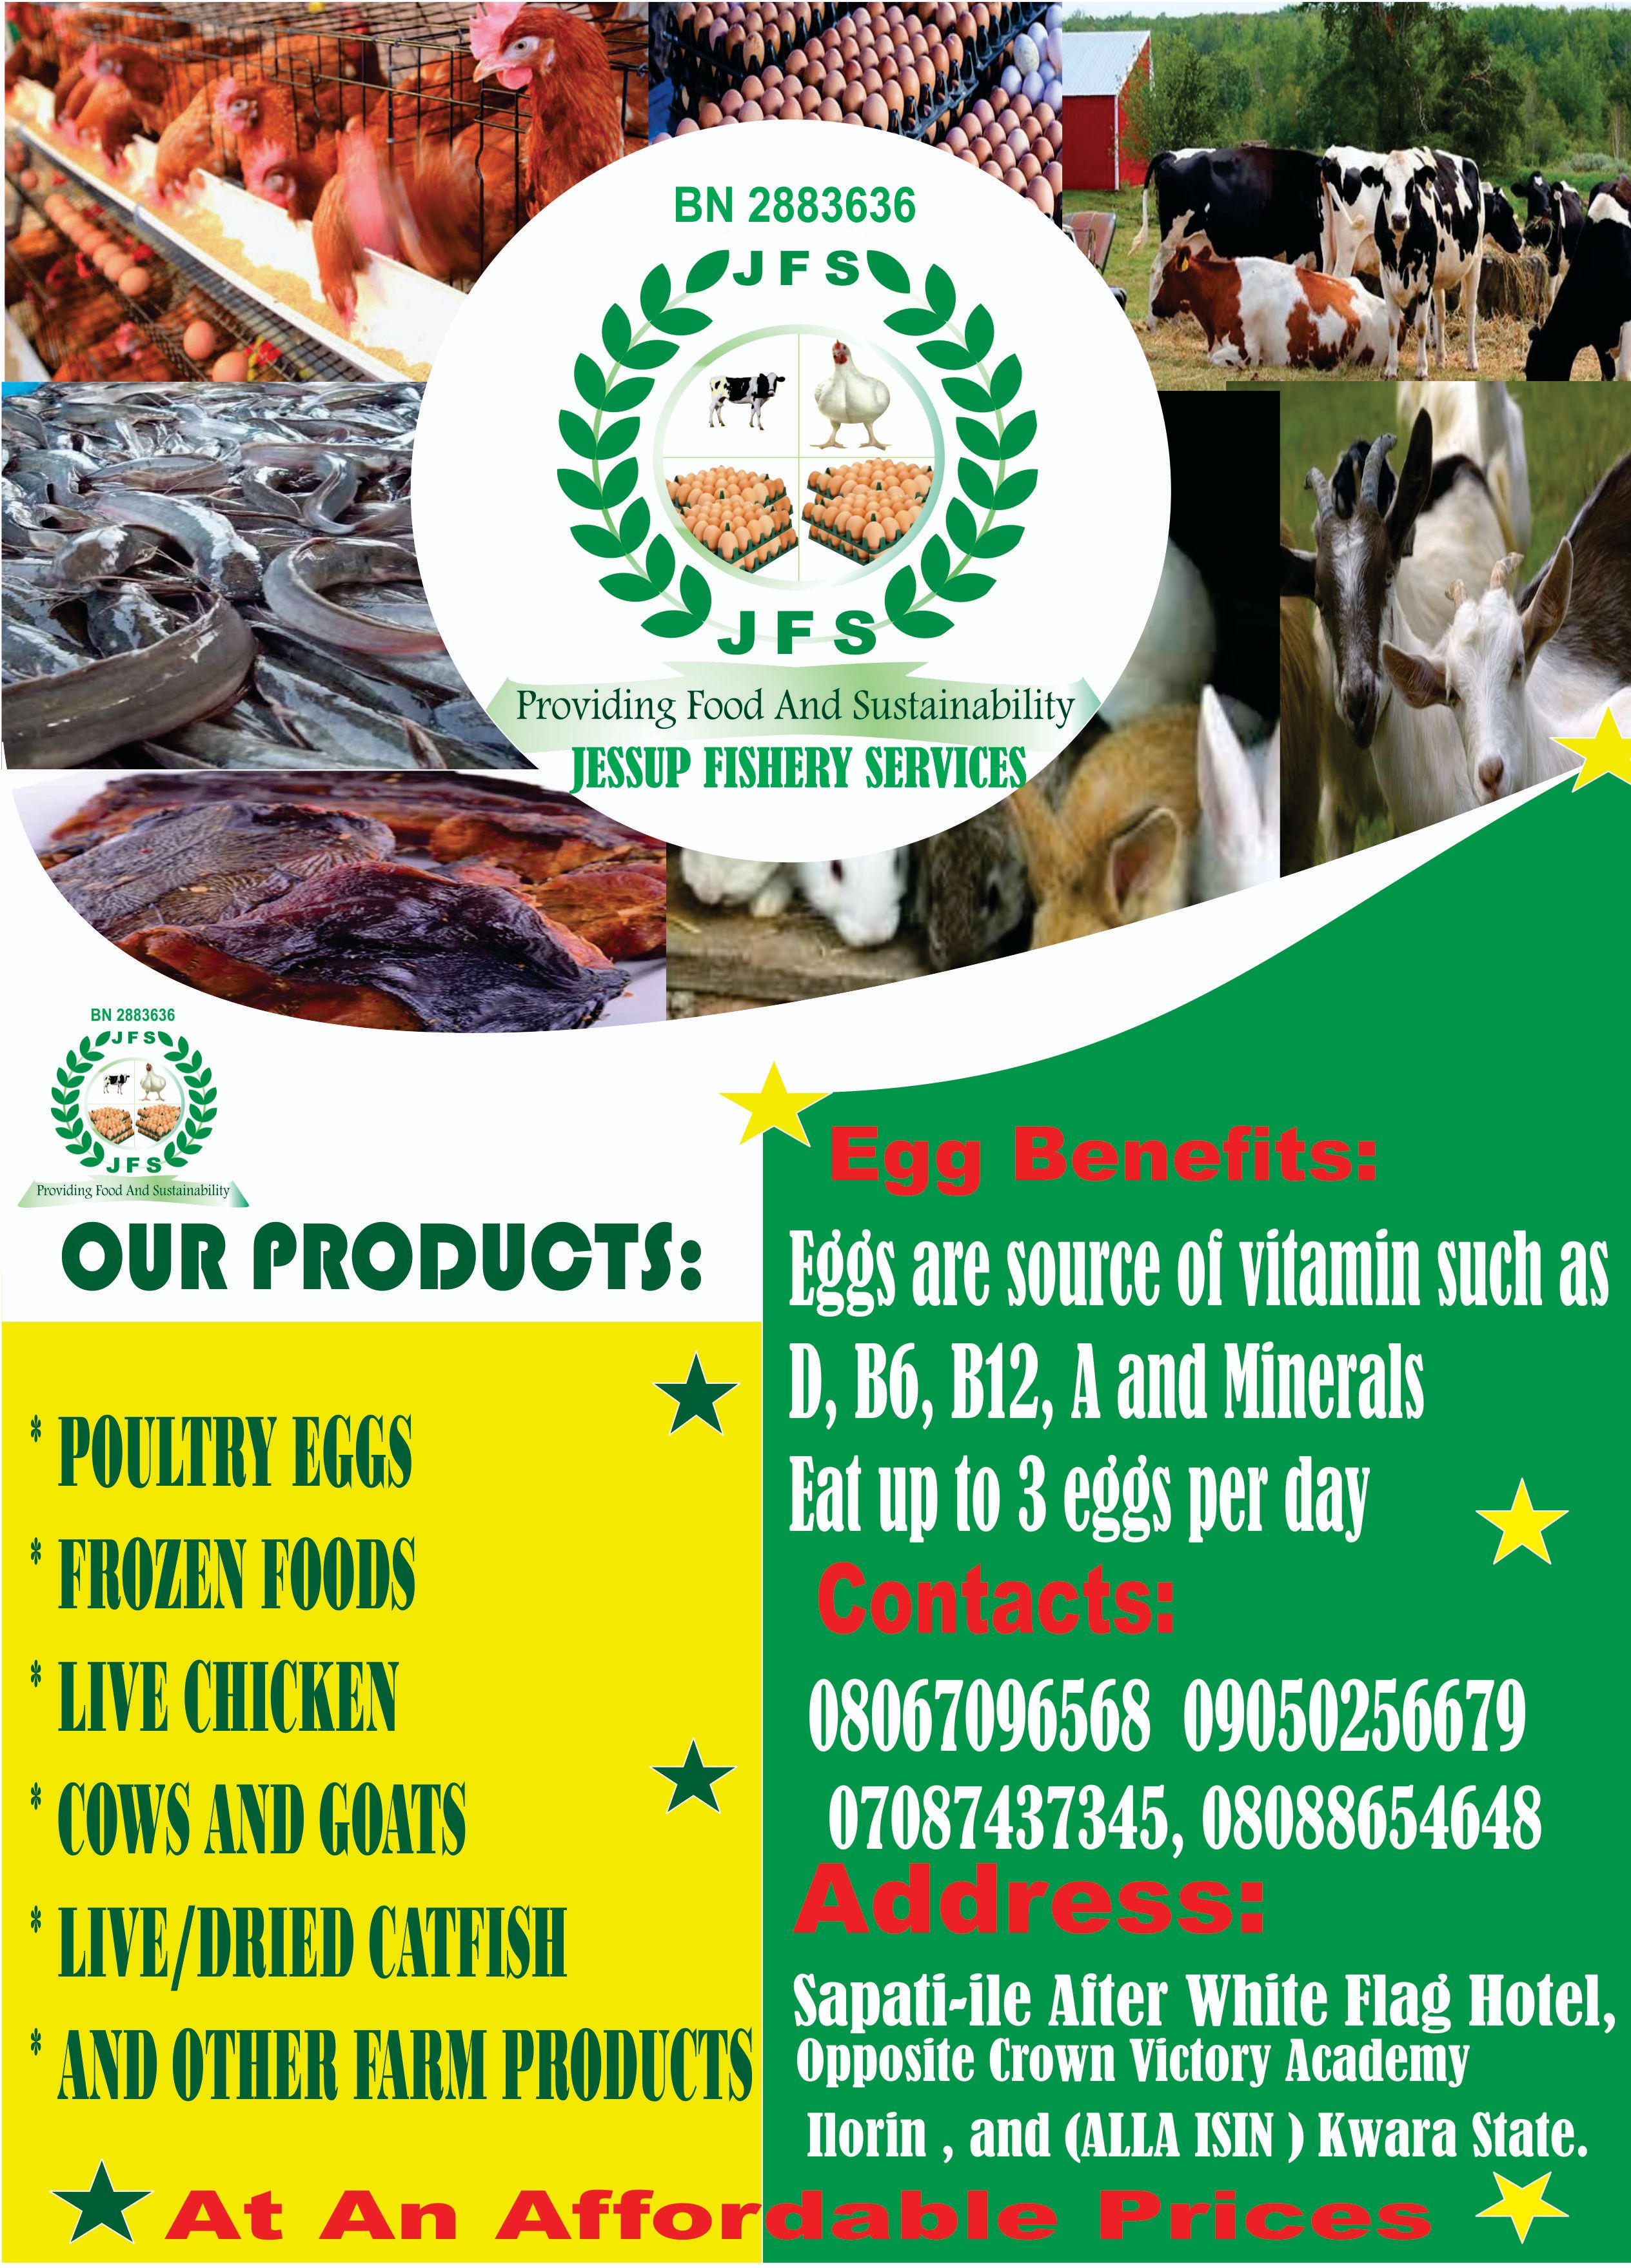 BN 2883636
JFS
JFS
Providing Food And Sustainability
JESSUP FISHERY SERVICES
BN 2883636
JFS
JFS
Providing Food And Sustainability
OUR PRODUCTS:
* POULTRY EGGS
* FROZEN FOODS
* LIVE CHICKEN
* COWS AND GOATS
* LIVE/DRIED CATFISH
* AND OTHER FARM PRODUCTS
Egg Benefits:
Eggs are source of vitamin such as
D, B6, B12, A and Minerals
Eat up to 3 eggs per day
Contacts:
08067096568 09050256679
07087437345, 08088654648
Address:
Sapati-ile After White Flag Hotel,
Opposite Crown Victory Academy
Ilorin , and (ALLA ISIN ) Kwara State.
At An Affordable Prices